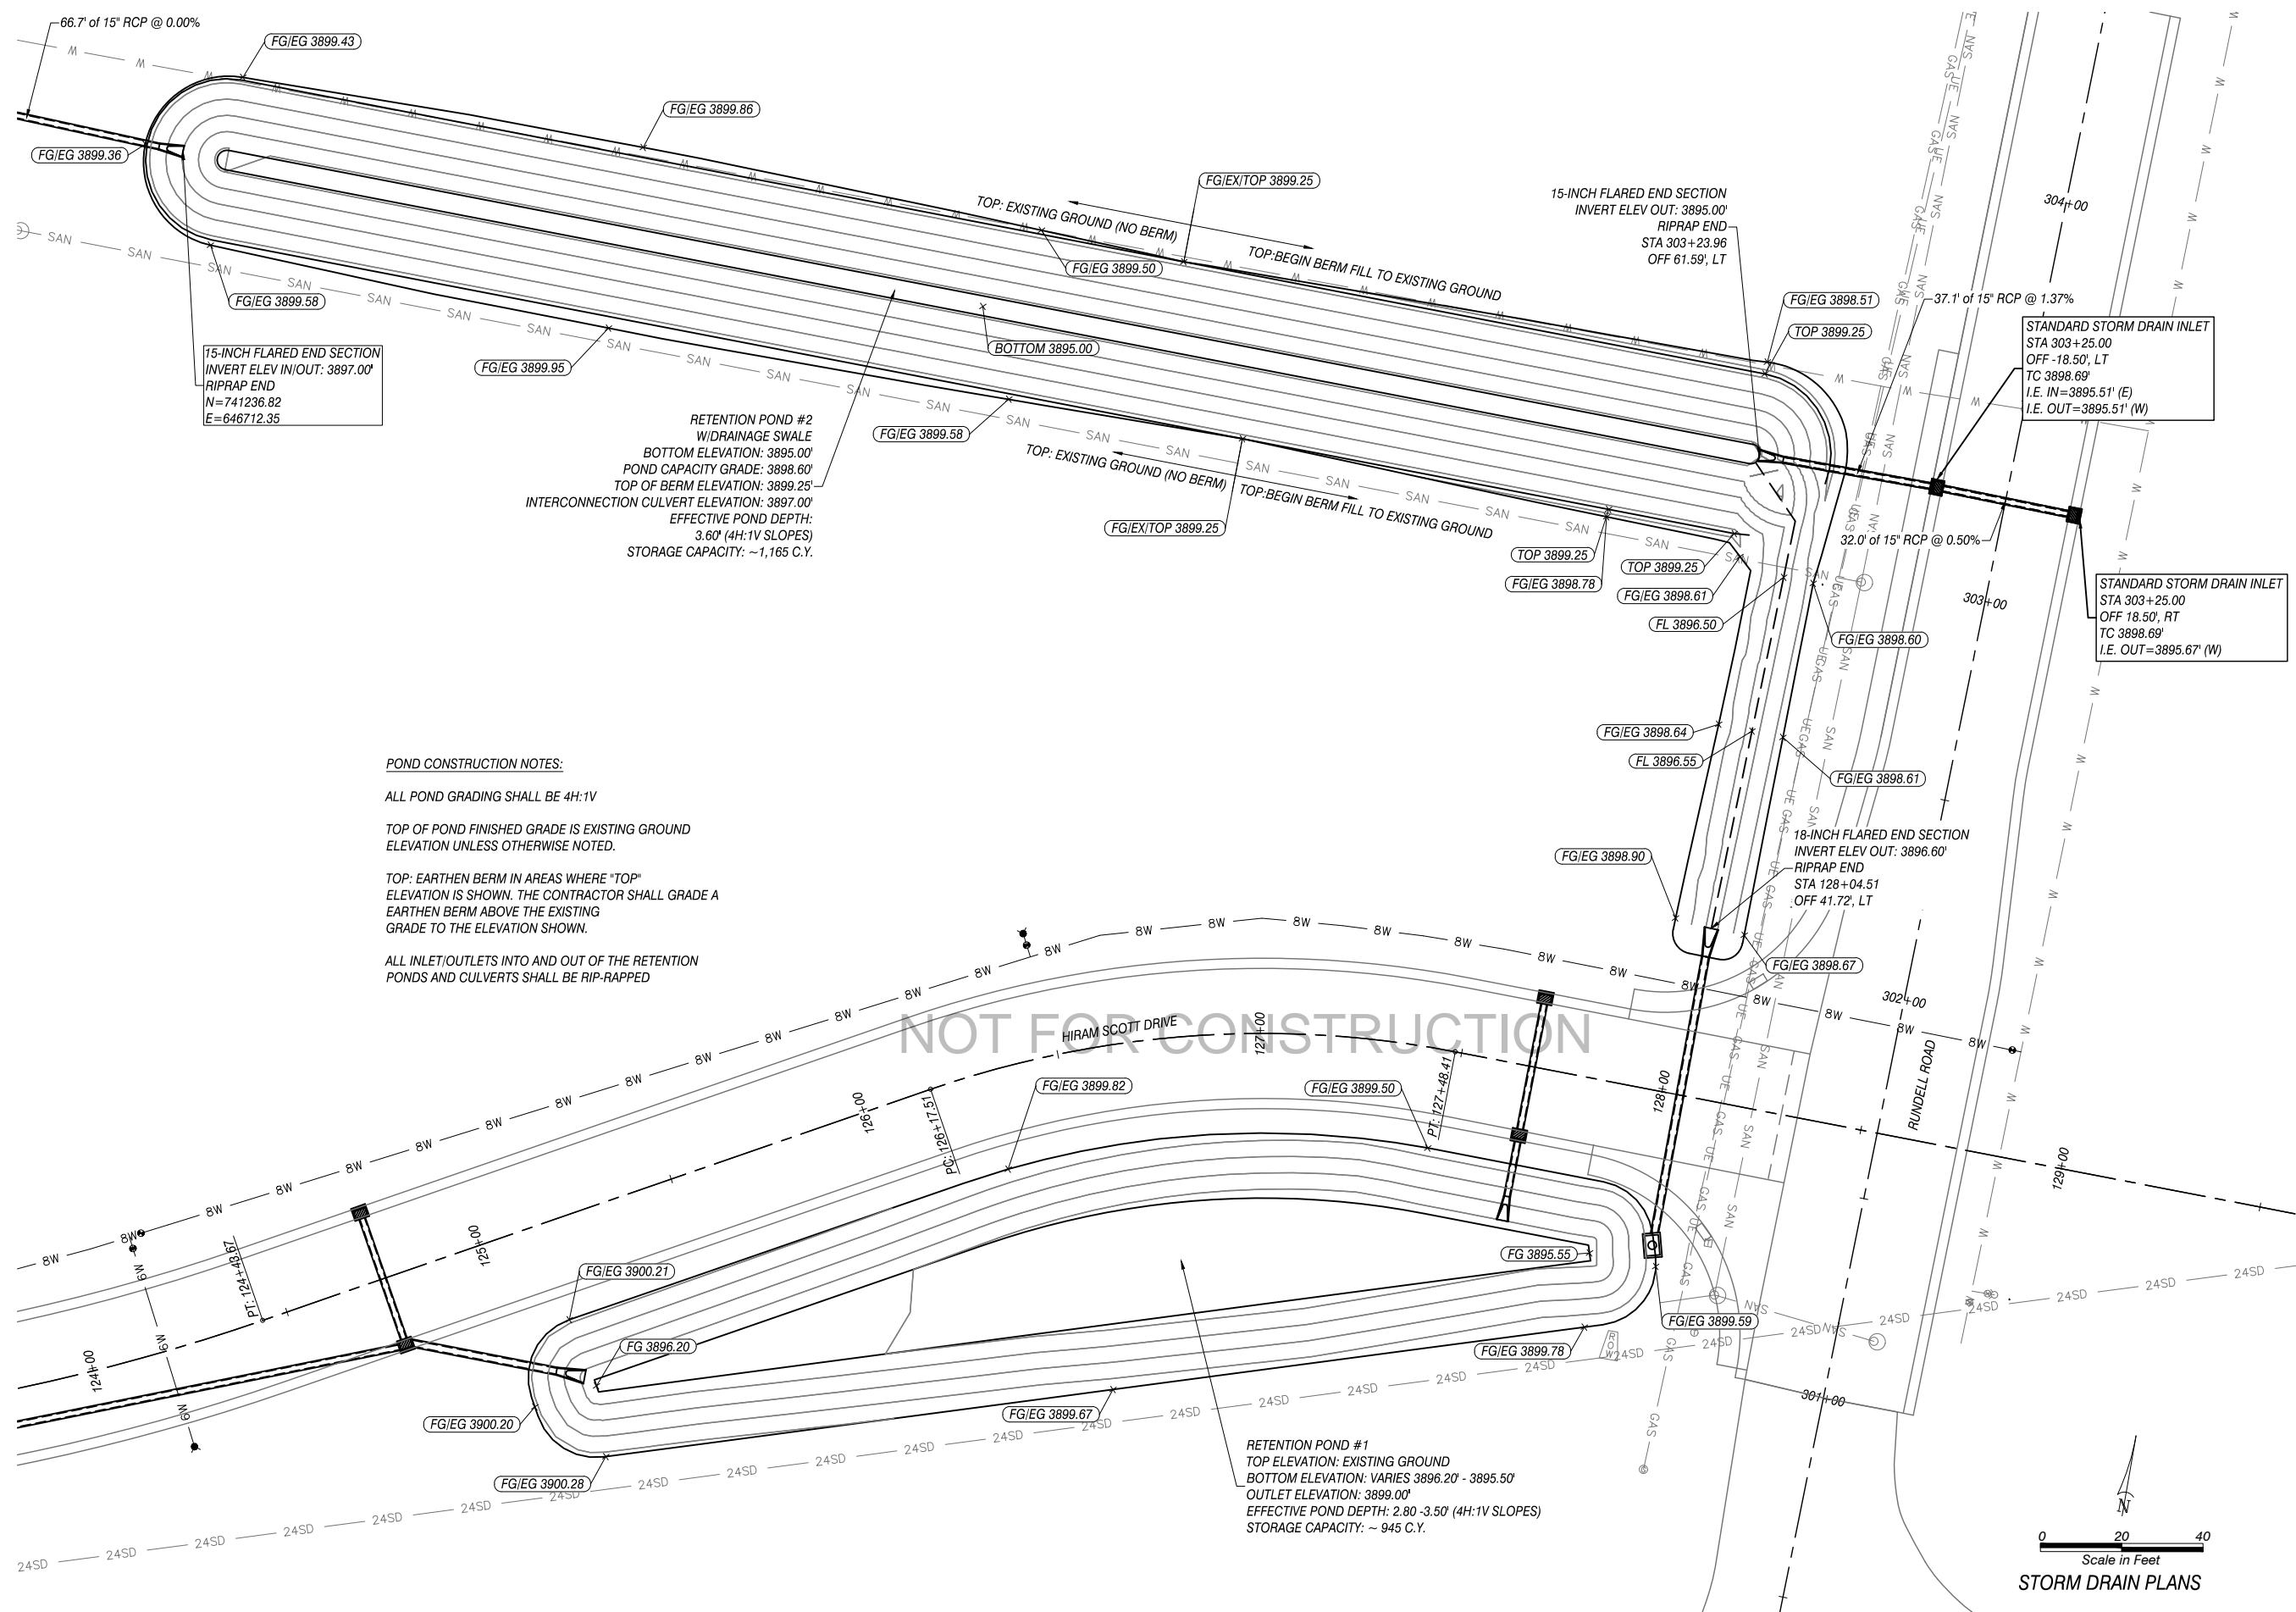 66.7' of 15" RCP @ 0.00%
FG/EG 3899.43
FG/EG 3899.86
FG/EG 3899.36
FG/EX/TOP 3899.25
TOP: EXISTING GROUND (NO BERM)
TOP:BEGIN BERM FILL TO EXISTING GROUND
FG/EG 3899.50
FG/EG 3899.58
BOTTOM 3895.00
FG/EG 3899.95
FG/EG 3899.58
15-INCH FLARED END SECTION
INVERT ELEV OUT: 3895.00'
RIPRAP END
STA 303+23.96
OFF 61.59', LT
304+00
FG/EG 3898.51
TOP 3899.25
37.1' of 15" RCP @ 1.37%
STANDARD STORM DRAIN INLET
STA 303+25.00
OFF -18.50', LT
TC 3898.69'
I.E. IN=3895.51' (E)
I.E. OUT=3895.51' (W)
15-INCH FLARED END SECTION
INVERT ELEV IN/OUT: 3897.00'
RIPRAP END
N=741236.82
E=646712.35
RETENTION POND #2
W/DRAINAGE SWALE
BOTTOM ELEVATION: 3895.00'
POND CAPACITY GRADE: 3898.60'
TOP OF BERM ELEVATION: 3899.25'
INTERCONNECTION CULVERT ELEVATION: 3897.00'
EFFECTIVE POND DEPTH:
3.60' (4H:1V SLOPES)
STORAGE CAPACITY: ~1,165 C.Y.
TOP: EXISTING GROUND (NO BERM)
TOP:BEGIN BERM FILL TO EXISTING GROUND
FG/EX/TOP 3899.25
TOP 3899.25
FG/EG 3898.78
TOP 3899.25
FG/EG 3898.61
FL 3896.50
32.0' of 15" RCP @ 0.50%
303+00
STANDARD STORM DRAIN INLET
STA 303+25.00
OFF 18.50', RT
TC 3898.69'
I.E. OUT=3895.67' (W)
FG/EG 3898.60
FG/EG 3898.64
FL 3896.55
FG/EG 3898.61
POND CONSTRUCTION NOTES:
ALL POND GRADING SHALL BE 4H:1V
TOP OF POND FINISHED GRADE IS EXISTING GROUND
ELEVATION UNLESS OTHERWISE NOTED.
TOP: EARTHEN BERM IN AREAS WHERE "TOP"
ELEVATION IS SHOWN. THE CONTRACTOR SHALL GRADE A
EARTHEN BERM ABOVE THE EXISTING
GRADE TO THE ELEVATION SHOWN.
ALL INLET/OUTLETS INTO AND OUT OF THE RETENTION
PONDS AND CULVERTS SHALL BE RIP-RAPPED
FG/EG 3898.90
18-INCH FLARED END SECTION
INVERT ELEV OUT: 3896.60'
RIPRAP END
STA 128+04.51
OFF 41.72', LT
FG/EG 3898.67
302+00
NOT FOR CONSTRUCTION
HIRAM SCOTT DRIVE
127+00
PT: 127+48.41
128+00
RUNDELL ROAD
129+00
FG/EG 3899.82
FG/EG 3899.50
126+00
PC: 126+17.51
125+00
PT: 124+43.67
124+00
FG/EG 3900.21
FG 3895.55
FG 3896.20
FG/EG 3899.59
FG/EG 3899.78
FG/EG 3900.20
FG/EG 3899.67
FG/EG 3900.28
301+00
RETENTION POND #1
TOP ELEVATION: EXISTING GROUND
BOTTOM ELEVATION: VARIES 3896.20' - 3895.50'
OUTLET ELEVATION: 3899.00'
EFFECTIVE POND DEPTH: 2.80 -3.50' (4H:1V SLOPES)
STORAGE CAPACITY: ~ 945 C.Y.
N
0 20 40
Scale in Feet
STORM DRAIN PLANS